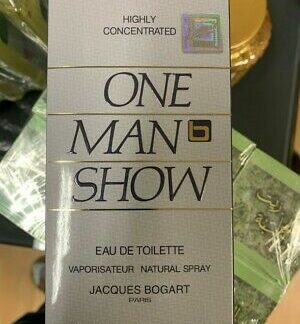 HIGHLY
CONCENTRATED
ONE
MAN b
SHOW
EAU DE TOILETTE
VAPORISATEUR NATURAL SPRAY
JACQUES BOGART
PARIS